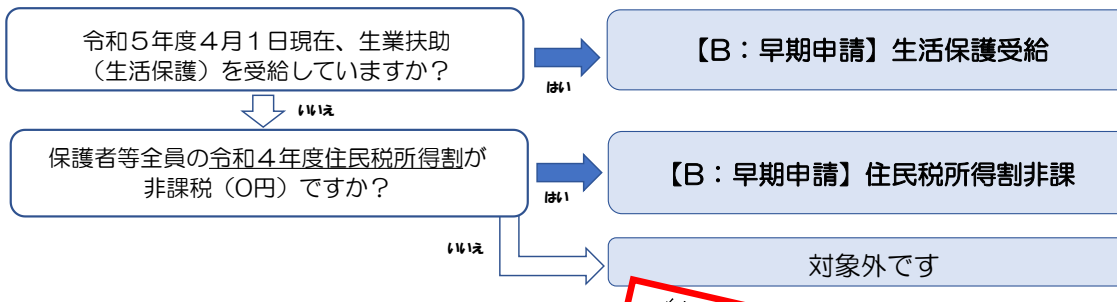 令和５年度４月１日現在、生業扶助
（生活保護）を受給していますか？
はい
【Ｂ：早期申請】生活保護受給
いいえ
保護者等全員の令和４年度住民税所得割が
非課税（０円）ですか？
はい
【Ｂ：早期申請】住民税所得割非課
いいえ
対象外です